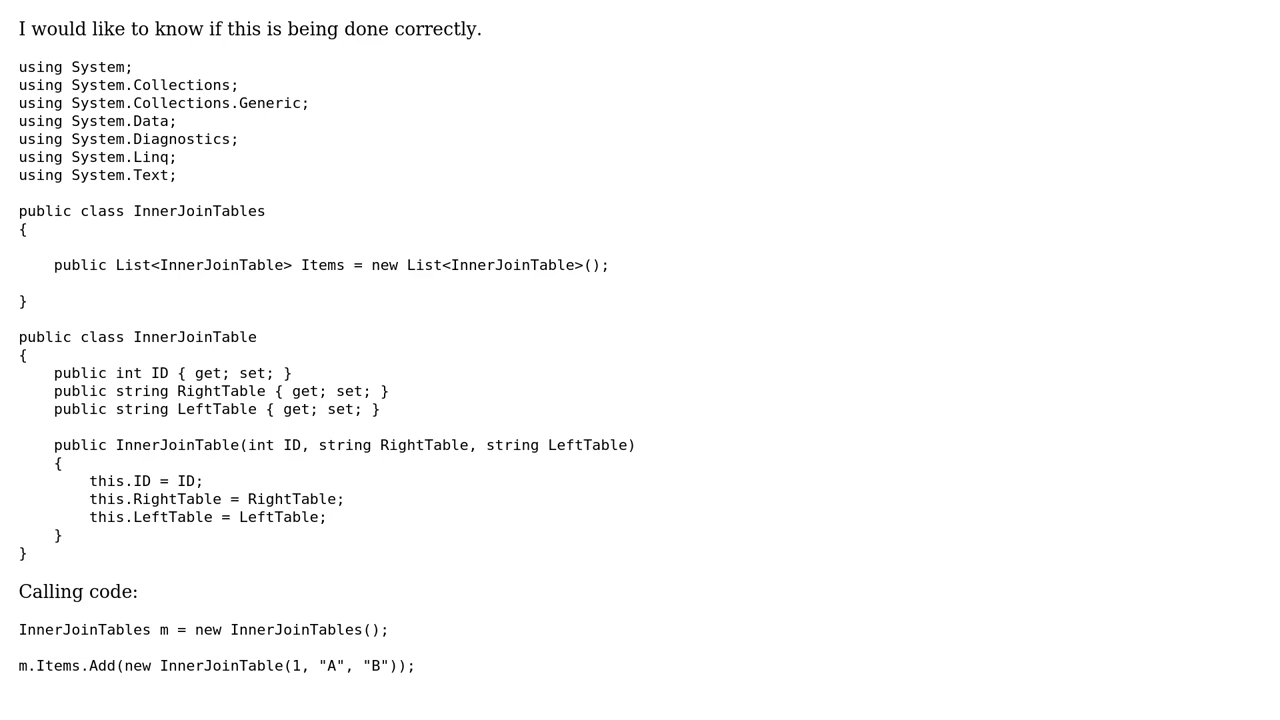 I would like to know if this is being done correctly.
using System;
using System.Collections;
using System.Collections.Generic;
using System.Data;
using System.Diagnostics;
using System.Linq;
using System.Text;
public class InnerJoinTables
{
    public List<InnerJoinTable> Items = new List<InnerJoinTable>();
}
public class InnerJoinTable
{
    public int ID { get; set; }
    public string RightTable { get; set; }
    public string LeftTable { get; set; }
    public InnerJoinTable(int ID, string RightTable, string LeftTable)
    {
        this.ID = ID;
        this.RightTable = RightTable;
        this.LeftTable = LeftTable;
    }
}
Calling code:
InnerJoinTables m = new InnerJoinTables();
m.Items.Add(new InnerJoinTable(1, "A", "B"));